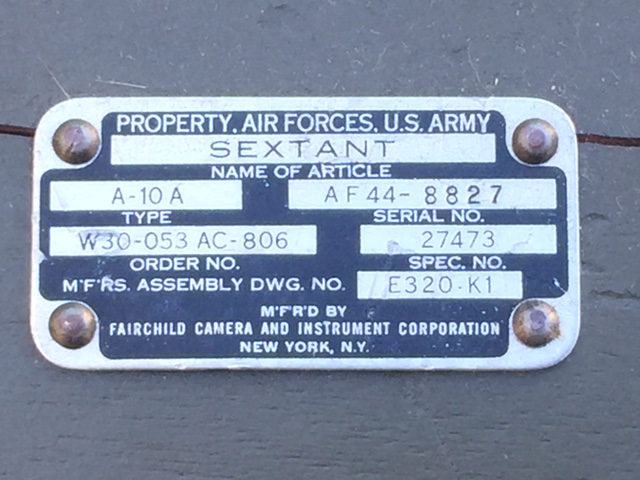 PROPERTY, AIR FORCES, U.S. ARMY
SEXTANT
NAME OF ARTICLE
A-10A AF44-8827
TYPE SERIAL NO.
W30-053 AC-806 27473
ORDER NO. SPEC. NO.
M'F'RS. ASSEMBLY DWG. NO. E320-K1
M'F'R'D BY
FAIRCHILD CAMERA AND INSTRUMENT CORPORATION
NEW YORK, N.Y.